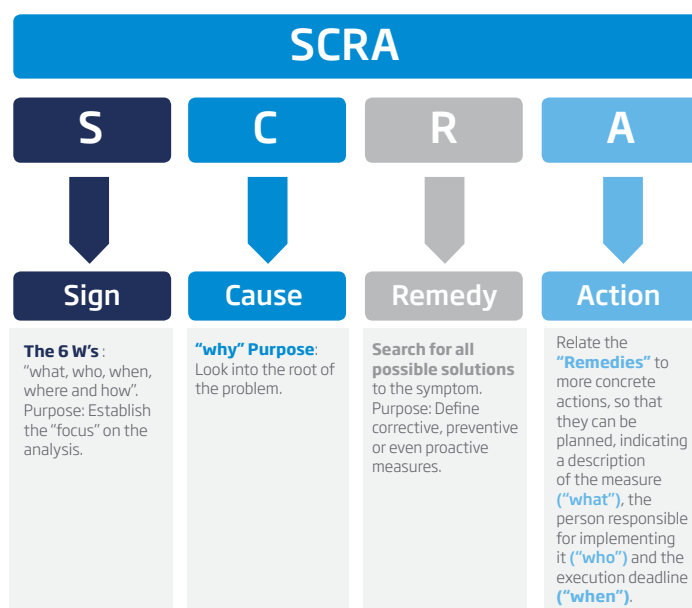 SCRA
S
C
R
A
Sign
Cause
Remedy
Action
The 6 W's :
"what, who, when,
where and how".
Purpose: Establish
the "focus" on the
analysis.
"why" Purpose:
Look into the root of
the problem.
Search for all
possible solutions
to the symptom.
Purpose: Define
corrective, preventive
or even proactive
measures.
Relate the
"Remedies" to
more concrete
actions, so that
they can be
planned, indicating
a description
of the measure
("what"), the
person responsible
for implementing
it ("who") and the
execution deadline
("when").